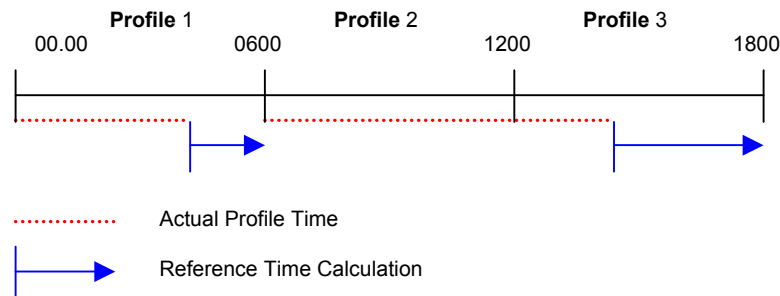 Profile 1 Profile 2 Profile 3
00.00 0600 1200 1800
Actual Profile Time
Reference Time Calculation